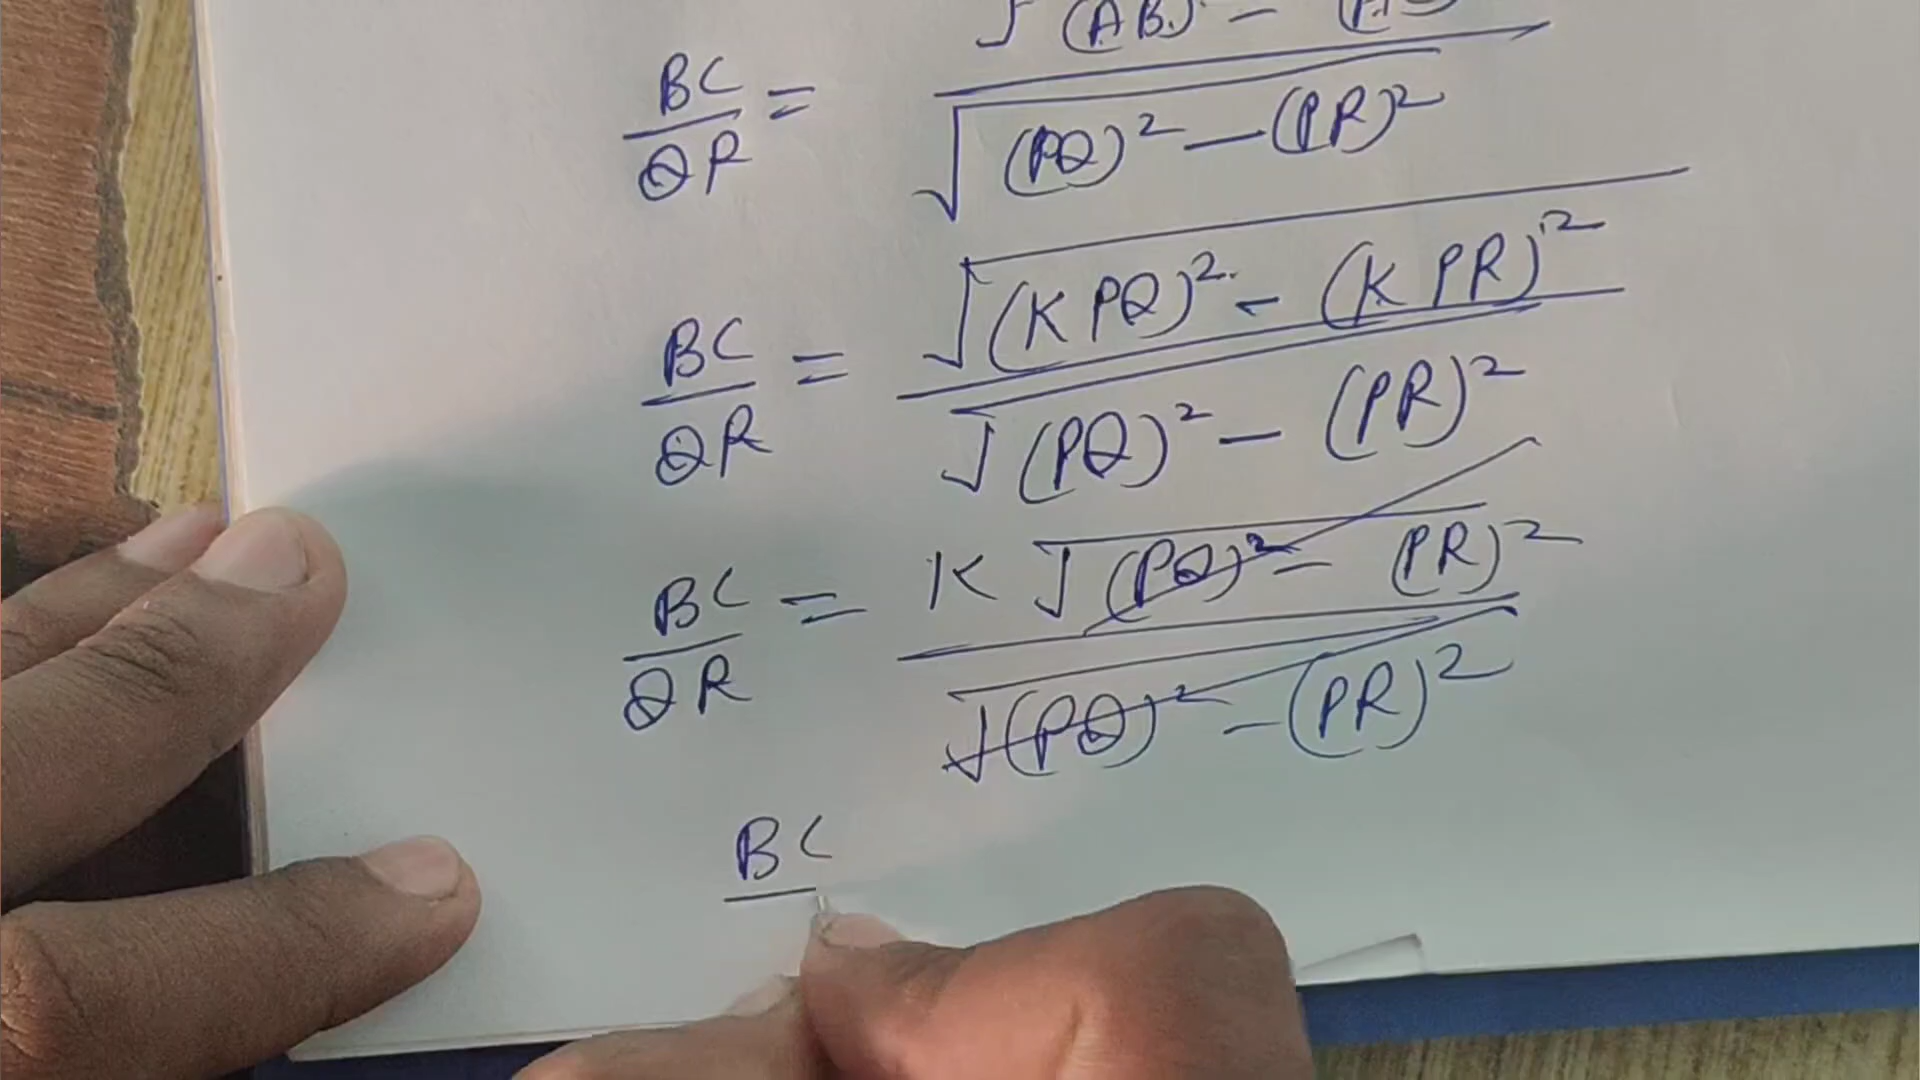 BC/QR = √(AB)² - (AC
√(PQ)² - (PR)²
BC/QR = √(K PQ)² - (K PR)²
√(PQ)² - (PR)²
BC/QR = K √(PQ)² - (PR)²
√(PQ)² - (PR)²
BC